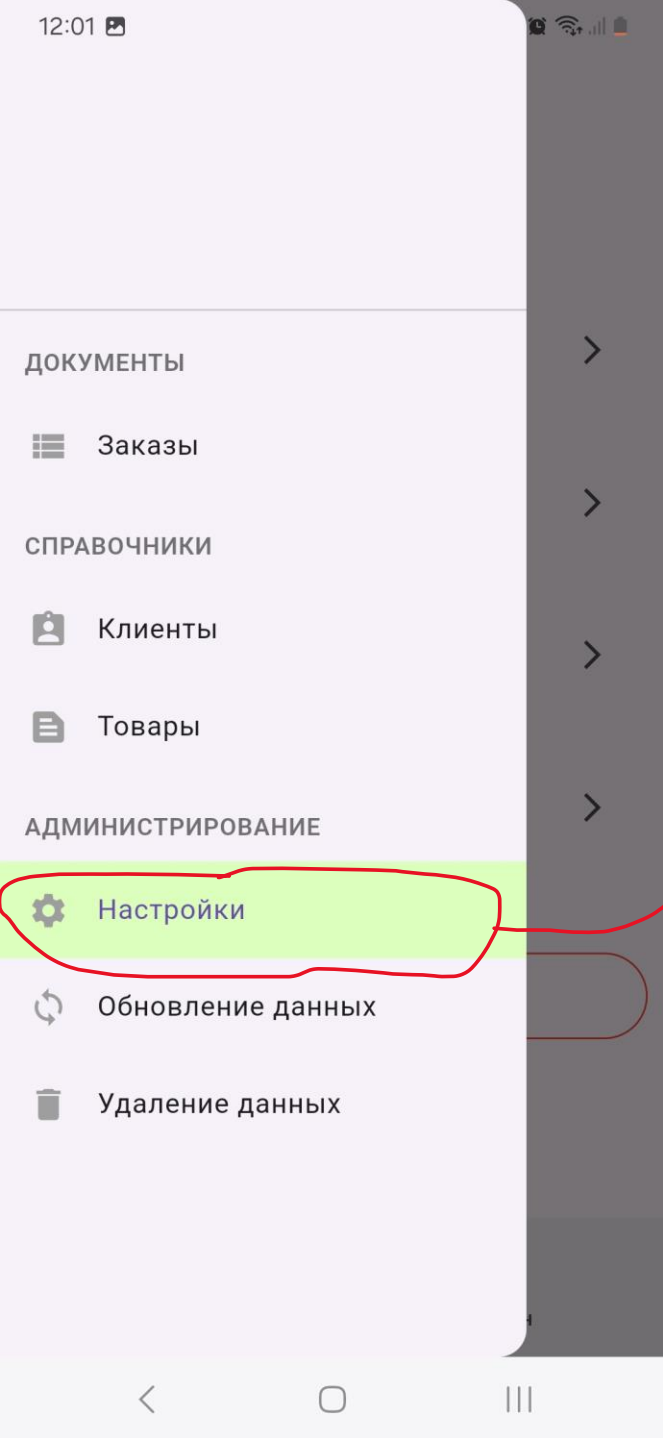 12:01
ДОКУМЕНТЫ
Заказы
СПРАВОЧНИКИ
Клиенты
Товары
АДМИНИСТРИРОВАНИЕ
Настройки
Обновление данных
Удаление данных